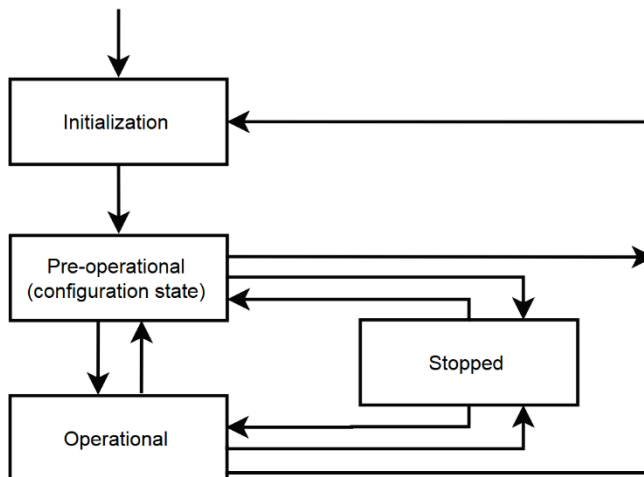 Initialization
Pre-operational
(configuration state)
Stopped
Operational